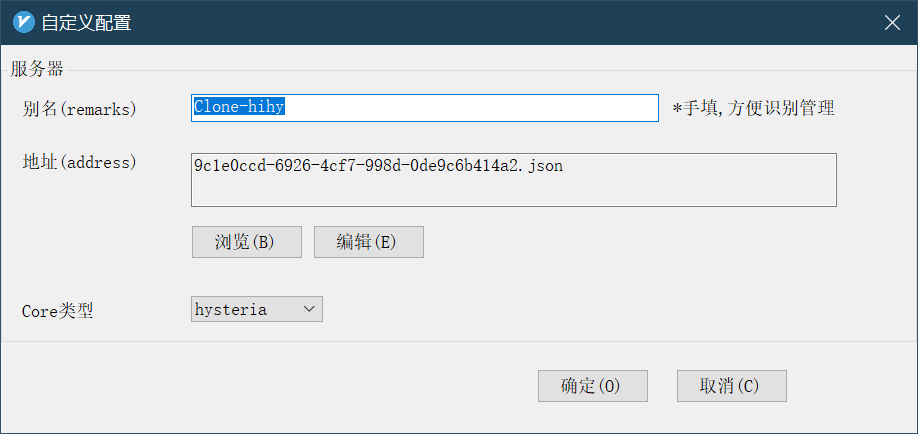 自定义配置
服务器
别名(remarks) Clone-hihy *手填,方便识别管理
地址(address) 9c1e0ccd-6926-4cf7-998d-0de9c6b414a2.json
浏览(B) 编辑(E)
Core类型 hysteria
确定(O) 取消(C)